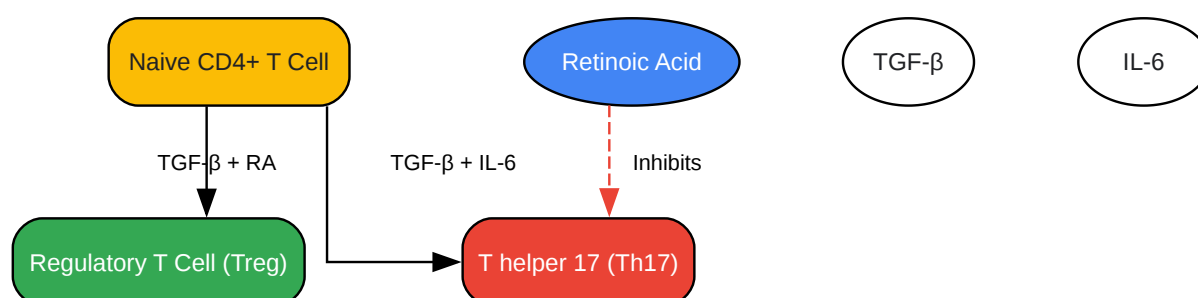 Naive CD4+ T Cell
Retinoic Acid
TGF-β
IL-6
TGF-β + RA
TGF-β + IL-6
Inhibits
Regulatory T Cell (Treg)
T helper 17 (Th17)